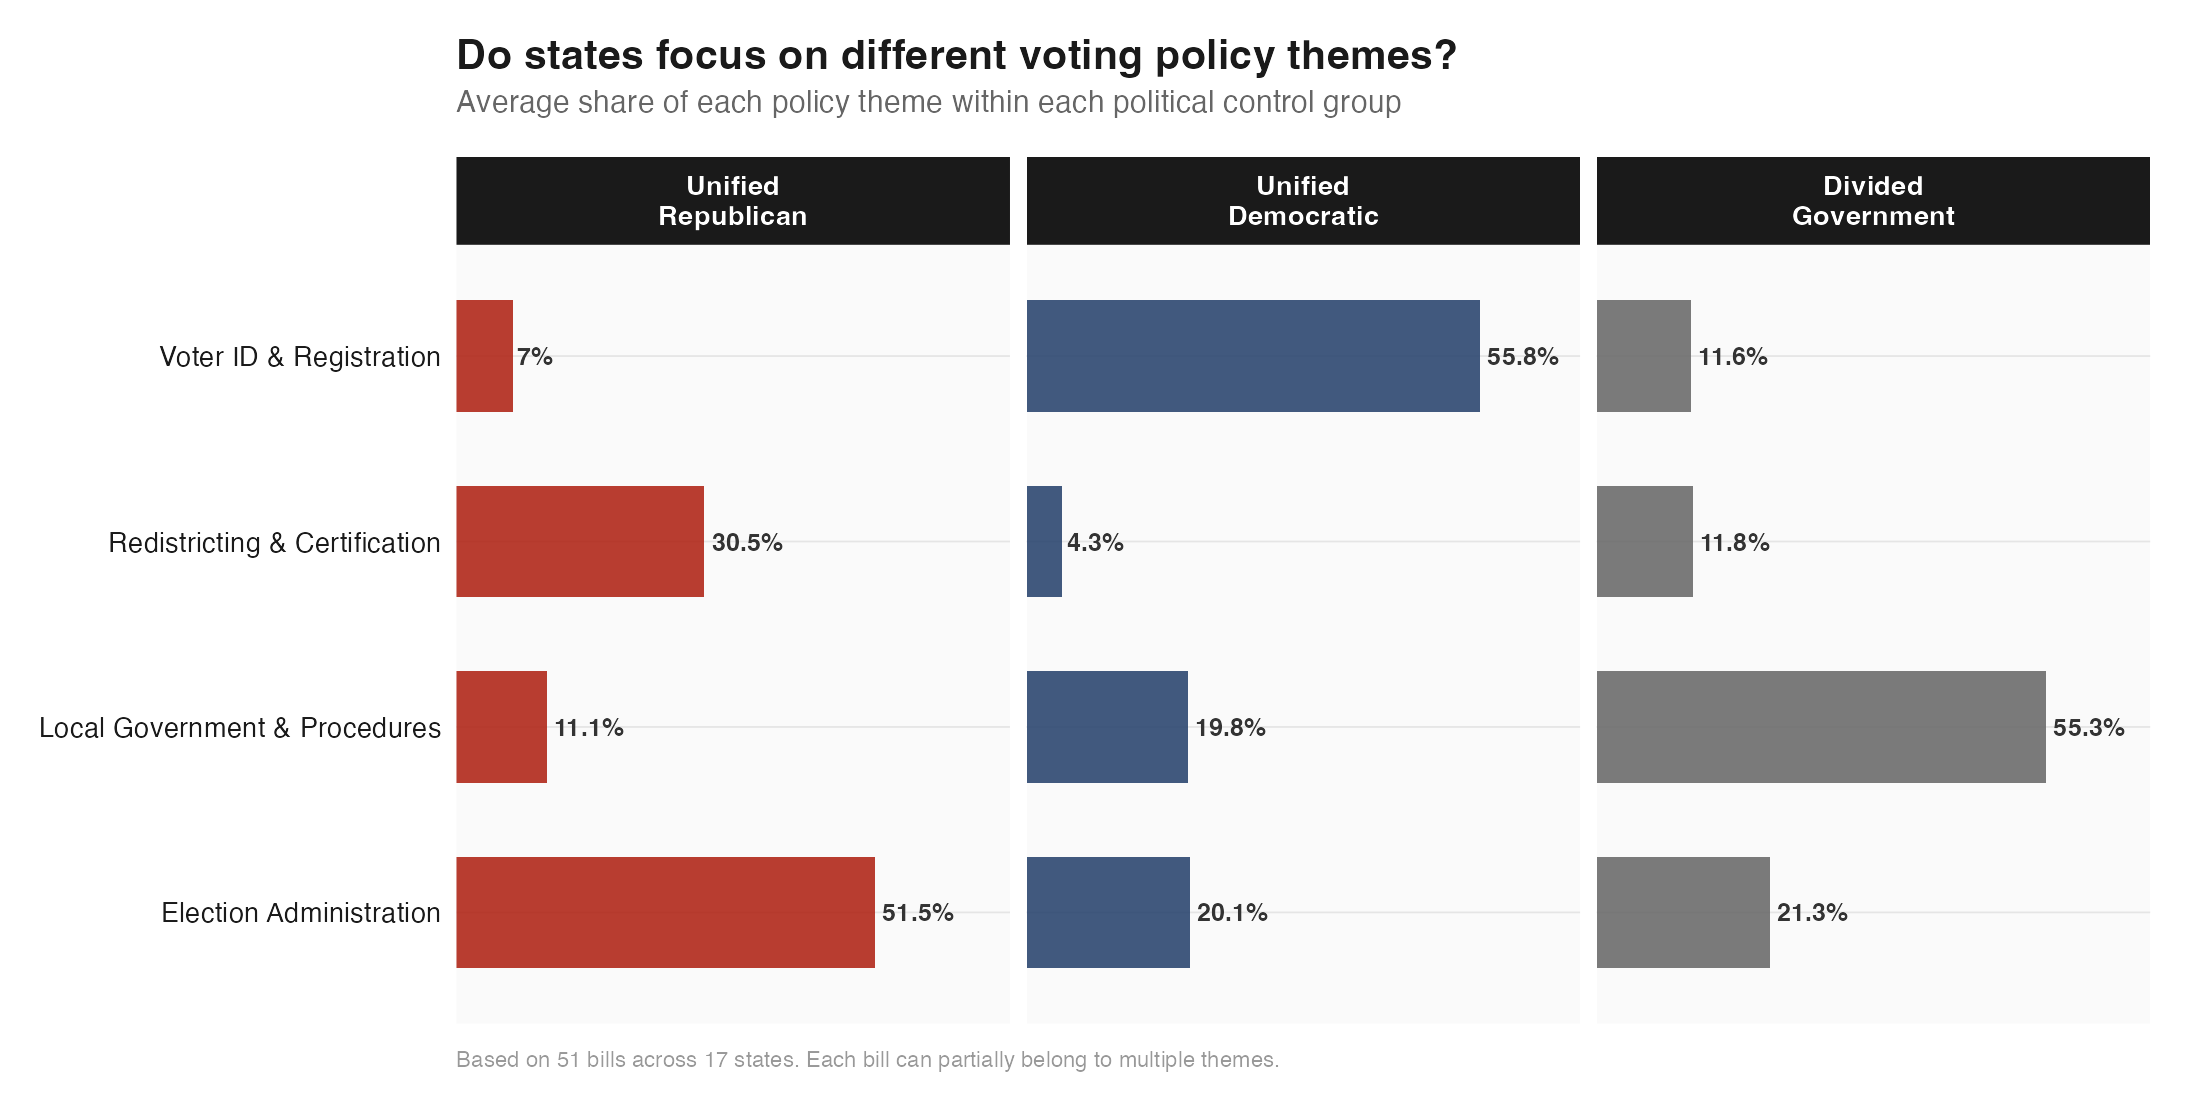 Do states focus on different voting policy themes?
Average share of each policy theme within each political control group
Unified
Republican
Unified
Democratic
Divided
Government
Voter ID & Registration
7%
55.8%
11.6%
Redistricting & Certification
30.5%
4.3%
11.8%
Local Government & Procedures
11.1%
19.8%
55.3%
Election Administration
51.5%
20.1%
21.3%
Based on 51 bills across 17 states. Each bill can partially belong to multiple themes.